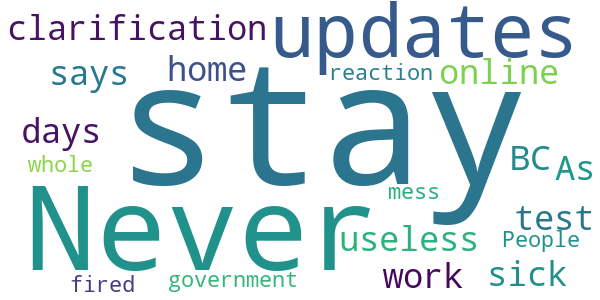 clarification updates
says home reaction online
stay
days
whole BC As
Never mess
useless test
People
fired government work sick